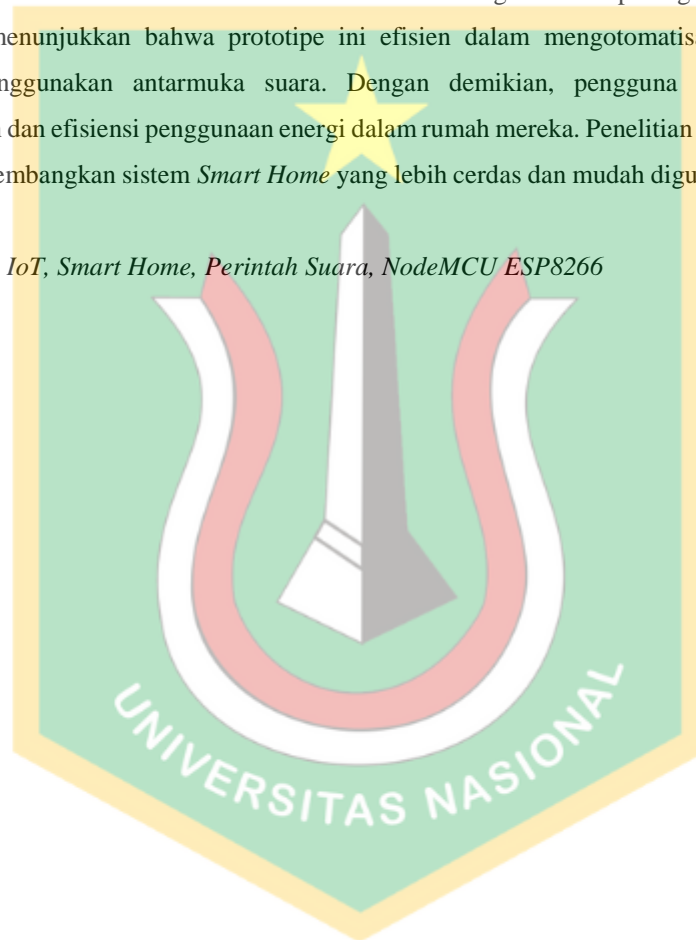 menunjukkan bahwa prototipe ini efisien dalam mengotomatisa
nggunakan antarmuka suara. Dengan demikian, pengguna
dan efisiensi penggunaan energi dalam rumah mereka. Penelitian
embangkan sistem Smart Home yang lebih cerdas dan mudah digu
IoT, Smart Home, Perintah Suara, NodeMCU ESP8266
UNIVERSITAS NASIONAL